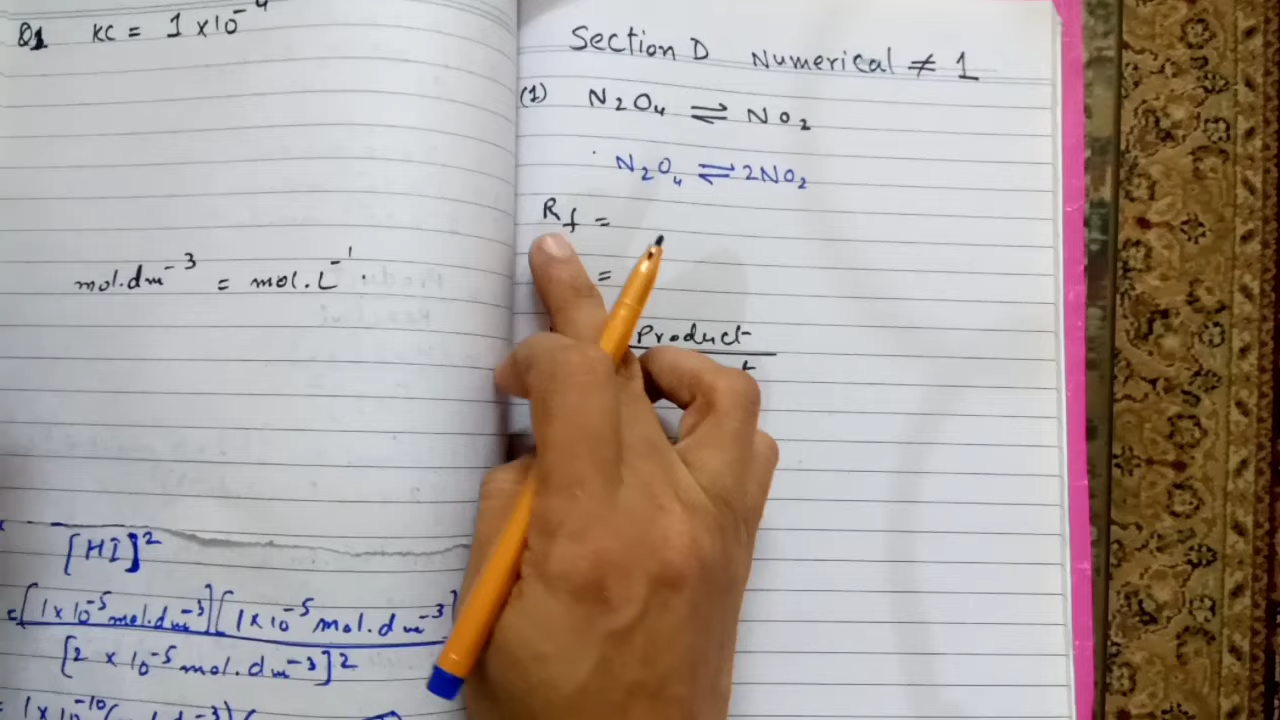 Q1 KC = 1 x 10⁻⁴
mol.dm⁻³ = mol.L⁻¹.
[HI]²
= [1 x 10⁻⁵ mol.dm⁻³][1 x 10⁻⁵ mol.dm⁻³]
[2 x 10⁻⁵ mol.dm⁻³]²
Section D Numerical ≠ 1
(1) N₂O₄ ⇌ NO₂
N₂O₄ ⇌ 2NO₂
Rf =
=
Product